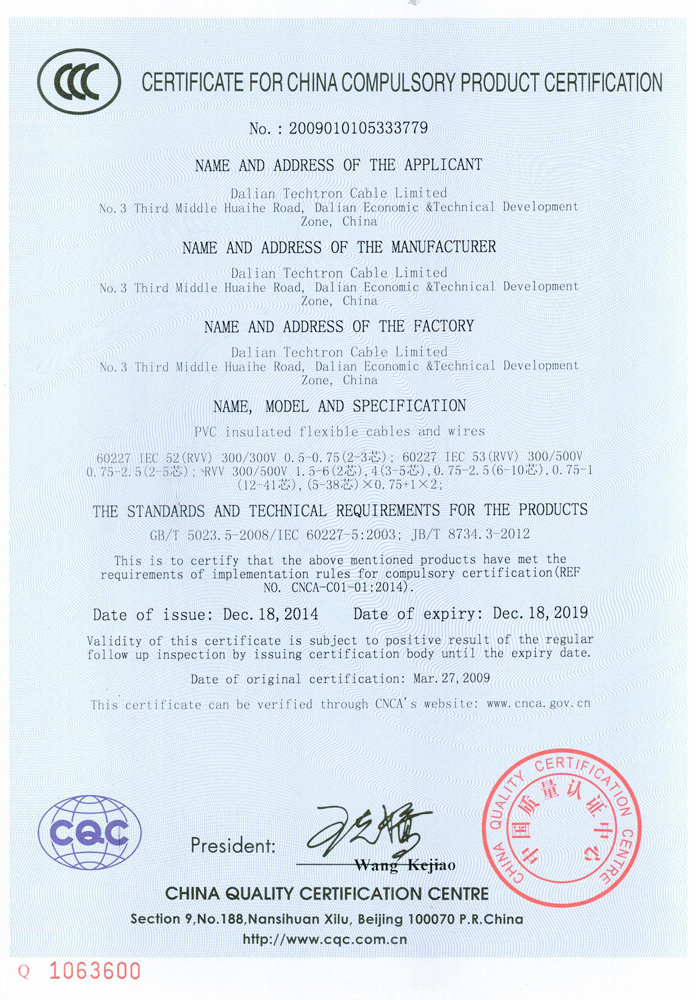 CCC
CERTIFICATE FOR CHINA COMPULSORY PRODUCT CERTIFICATION
No. : 2009010105333779
NAME AND ADDRESS OF THE APPLICANT
Dalian Techtron Cable Limited
No.3 Third Middle Huaihe Road, Dalian Economic &Technical Development
Zone, China
NAME AND ADDRESS OF THE MANUFACTURER
Dalian Techtron Cable Limited
No.3 Third Middle Huaihe Road, Dalian Economic &Technical Development
Zone, China
NAME AND ADDRESS OF THE FACTORY
Dalian Techtron Cable Limited
No.3 Third Middle Huaihe Road, Dalian Economic &Technical Development
Zone, China
NAME, MODEL AND SPECIFICATION
PVC insulated flexible cables and wires
60227 IEC 52(RVV) 300/300V 0.5-0.75(2-3芯); 60227 IEC 53(RVV) 300/500V
0.75-2.5(2-5芯); RVV 300/500V 1.5-6(2芯),4(3-5芯),0.75-2.5(6-10芯),0.75-1
(12-41芯),(5-38芯)×0.75+1×2;
THE STANDARDS AND TECHNICAL REQUIREMENTS FOR THE PRODUCTS
GB/T 5023.5-2008/IEC 60227-5:2003; JB/T 8734.3-2012
This is to certify that the above mentioned products have met the
requirements of implementation rules for compulsory certification(REF
NO. CNCA-C01-01:2014).
Date of issue: Dec.18,2014 Date of expiry: Dec.18,2019
Validity of this certificate is subject to positive result of the regular
follow up inspection by issuing certification body until the expiry date.
Date of original certification: Mar.27,2009
This certificate can be verified through CNCA's website: www.cnca.gov.cn
CQC
President:
Wang Kejiao
CHINA QUALITY CERTIFICATION CENTRE
中国质量认证中心
CHINA QUALITY CERTIFICATION CENTRE
Section 9,No.188,Nansihuan Xilu, Beijing 100070 P.R.China
http://www.cqc.com.cn
Q 1063600